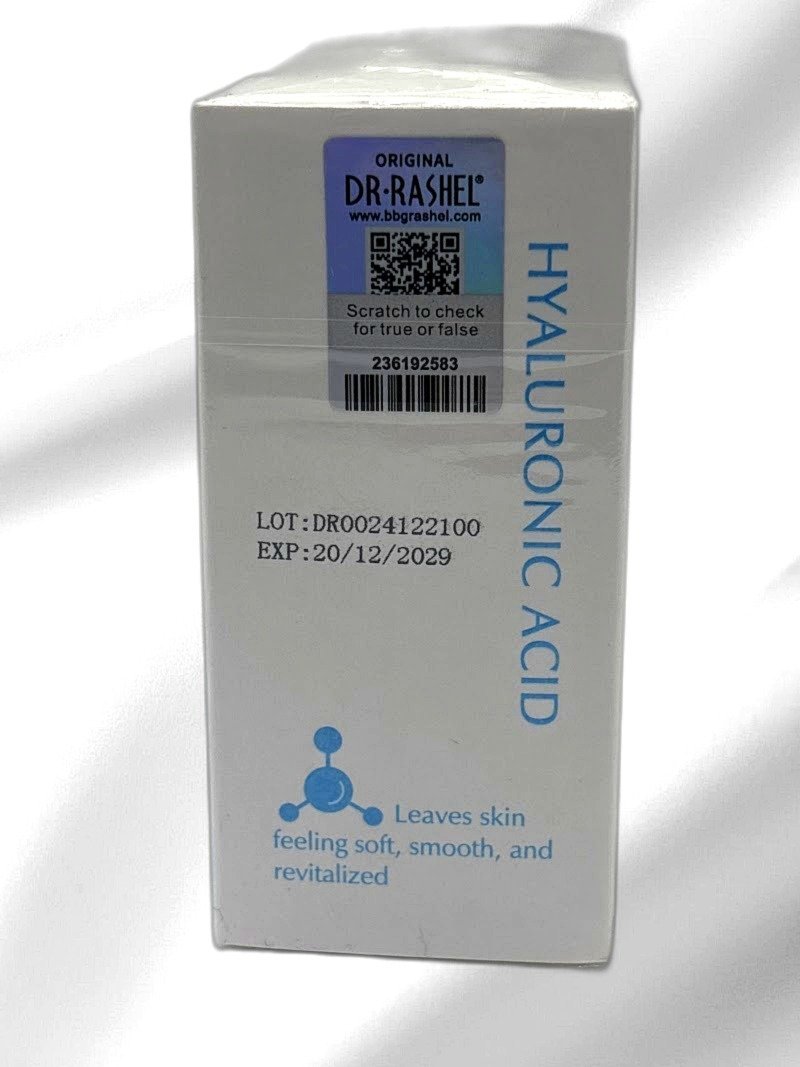 ORIGINAL
DR·RASHEL®
www.bbgrashel.com
Scratch to check
for true or false
236192583
HYALURONIC ACID
LOT:DR0024122100
EXP:20/12/2029
Leaves skin
feeling soft, smooth, and
revitalized